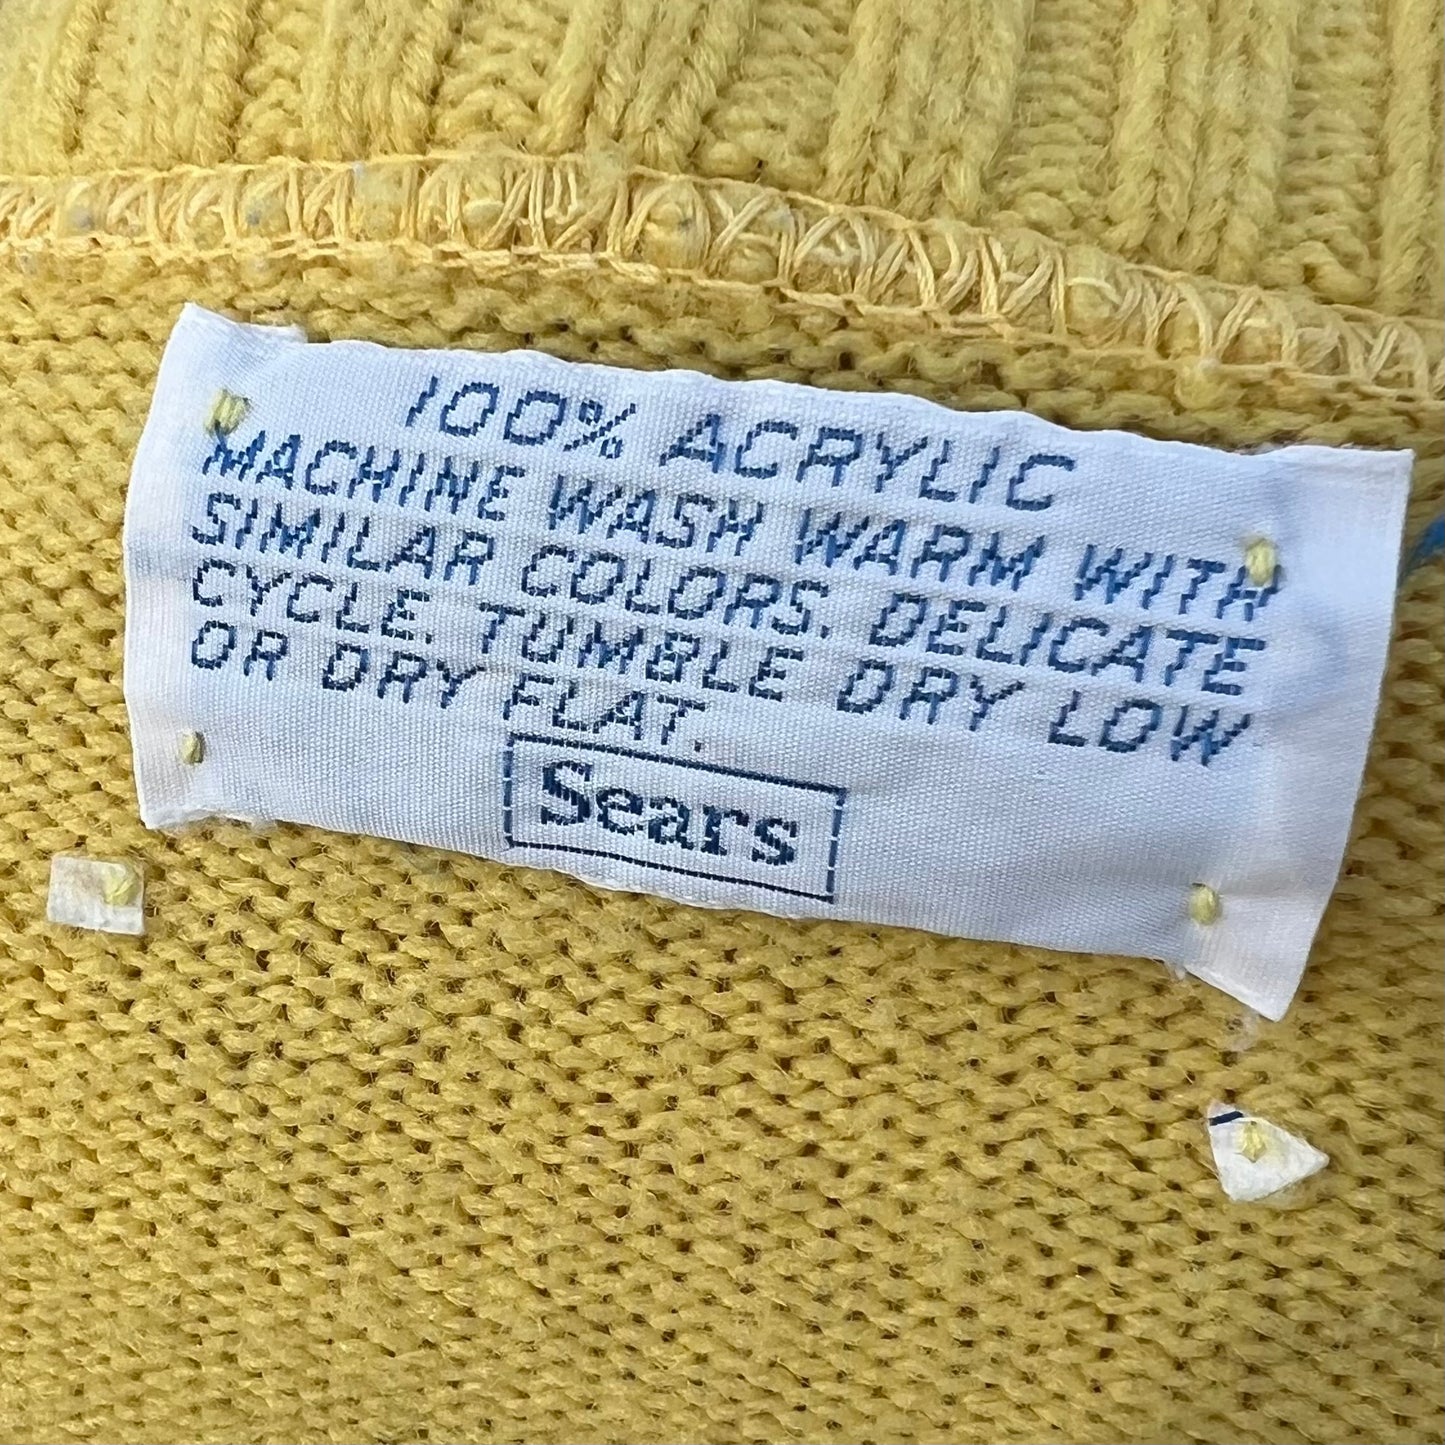 100% ACRYLIC
MACHINE WASH WARM WITH
SIMILAR COLORS. DELICATE
CYCLE. TUMBLE DRY LOW
OR DRY FLAT.
Sears